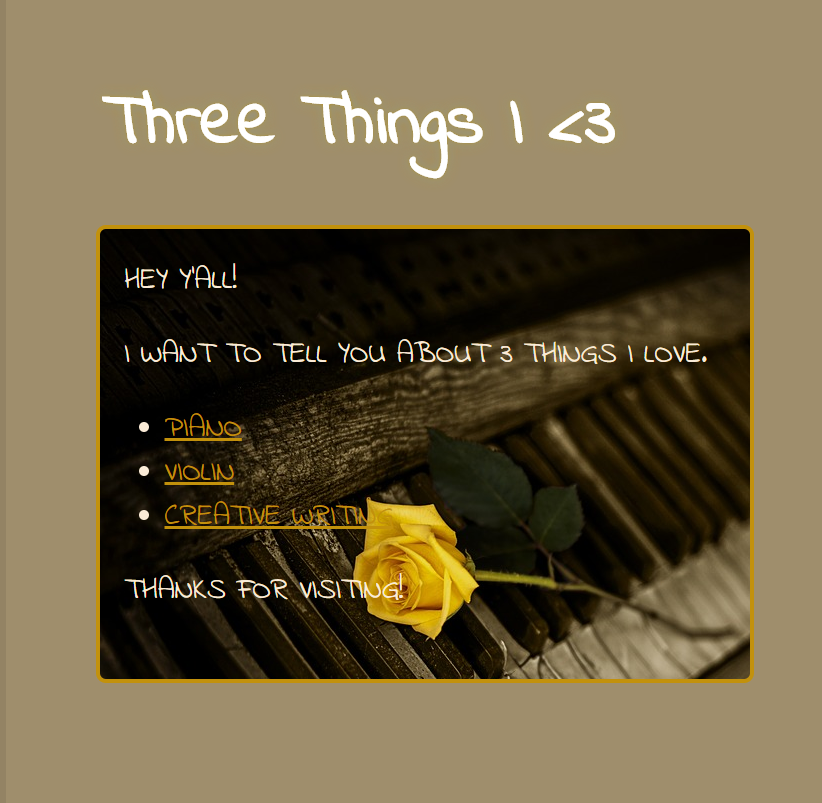 Three Things I <3
HEY Y'ALL!
I WANT TO TELL YOU ABOUT 3 THINGS I LOVE.
PIANO
VIOLIN
CREATIVE WRITING
THANKS FOR VISITING!